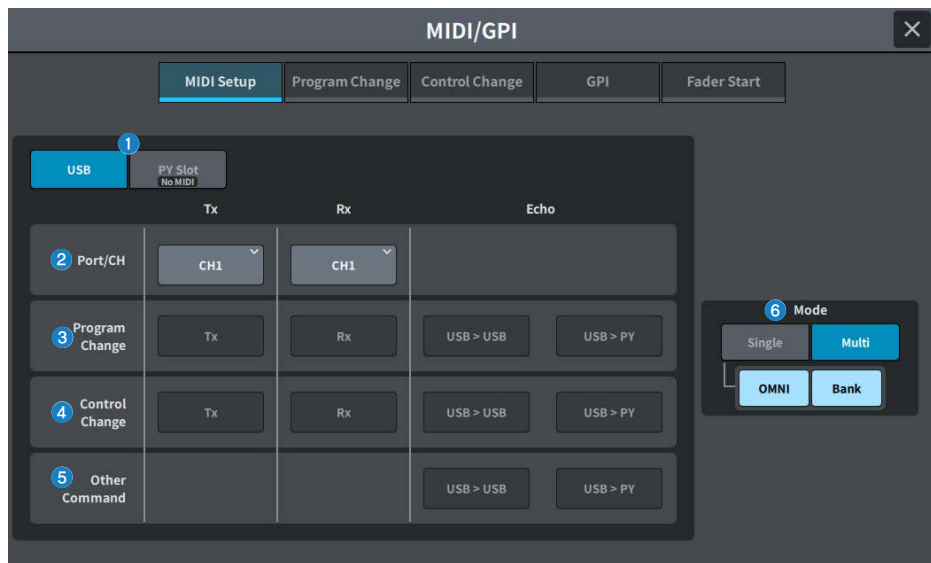 MIDI/GPI
MIDI Setup Program Change Control Change GPI Fader Start
1
USB PY Slot
No MIDI
Tx Rx Echo
2 Port/CH CH1 CH1
3 Program
Change Tx Rx USB > USB USB > PY
4 Control
Change Tx Rx USB > USB USB > PY
5 Other
Command USB > USB USB > PY
6 Mode
Single Multi
OMNI Bank